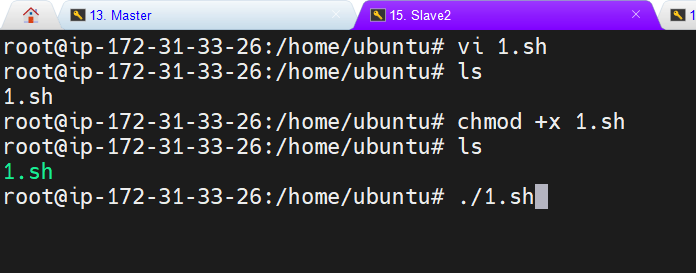 13. Master
15. Slave2
1
root@ip-172-31-33-26:/home/ubuntu# vi 1.sh
root@ip-172-31-33-26:/home/ubuntu# ls
1.sh
root@ip-172-31-33-26:/home/ubuntu# chmod +x 1.sh
root@ip-172-31-33-26:/home/ubuntu# ls
1.sh
root@ip-172-31-33-26:/home/ubuntu# ./1.sh